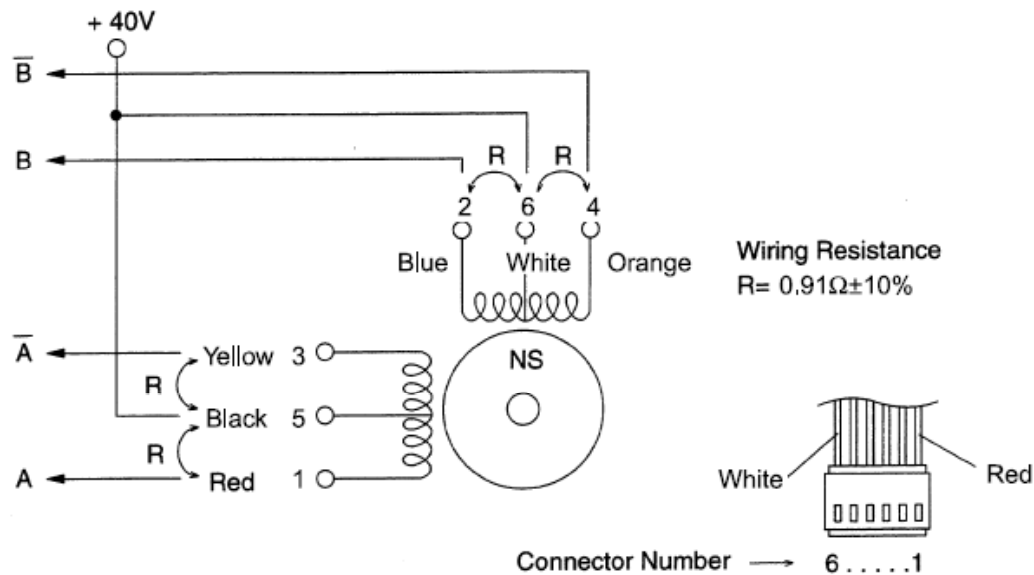 + 40V
B̅
B
R R
2 6 4
Blue White Orange
Wiring Resistance
R= 0.91Ω±10%
A̅
Yellow 3
NS
R
Black 5
R
A
Red 1
White
Red
Connector Number → 6.....1